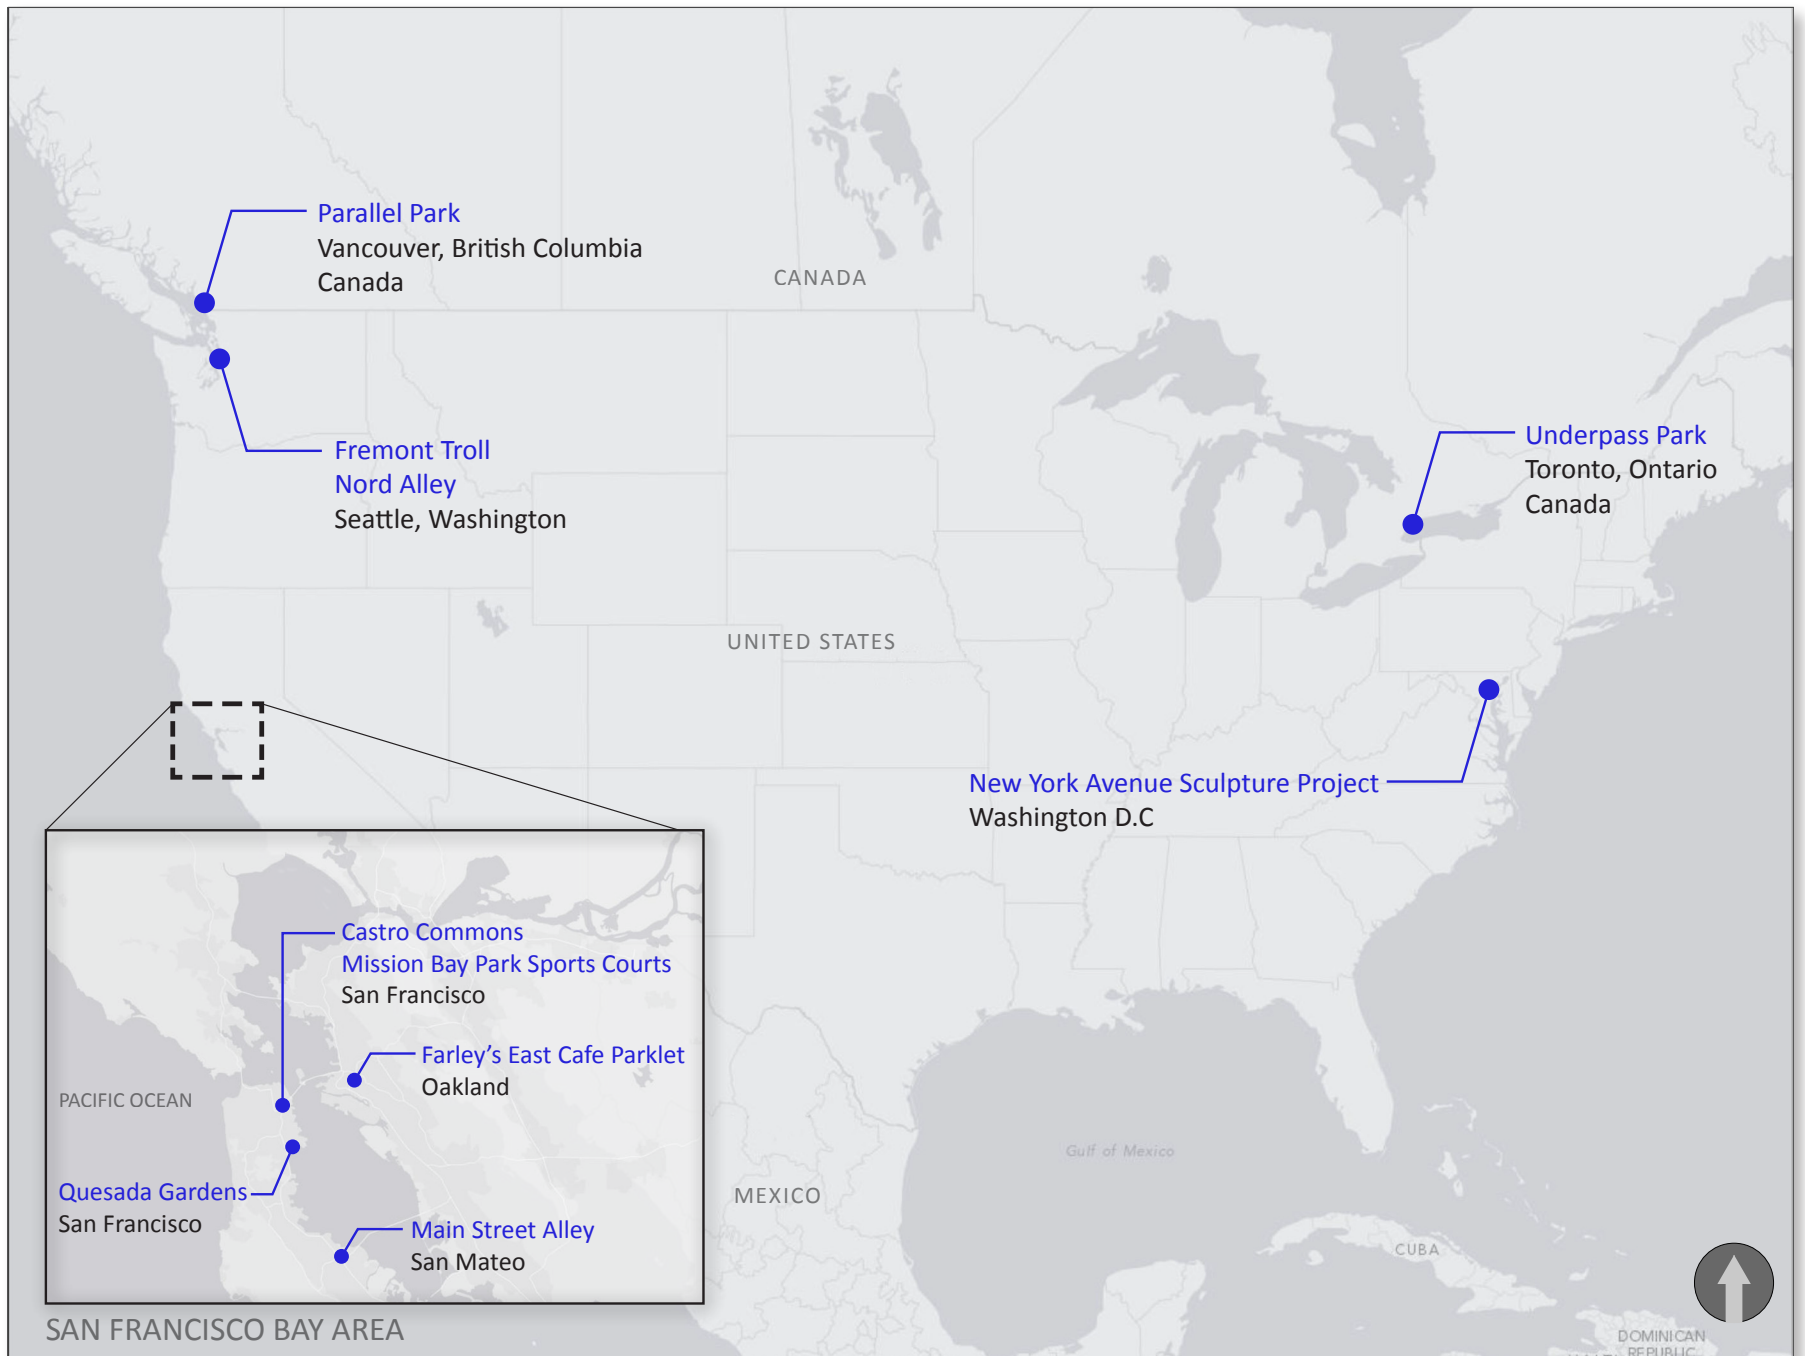 Parallel Park
Vancouver, British Columbia
Canada
CANADA
Fremont Troll
Nord Alley
Seattle, Washington
Underpass Park
Toronto, Ontario
Canada
UNITED STATES
New York Avenue Sculpture Project
Washington D.C
Castro Commons
Mission Bay Park Sports Courts
San Francisco
Farley's East Cafe Parklet
Oakland
PACIFIC OCEAN
Quesada Gardens
San Francisco
Main Street Alley
San Mateo
SAN FRANCISCO BAY AREA
Gulf of Mexico
MEXICO
CUBA
DOMINICAN
REPUBLIC